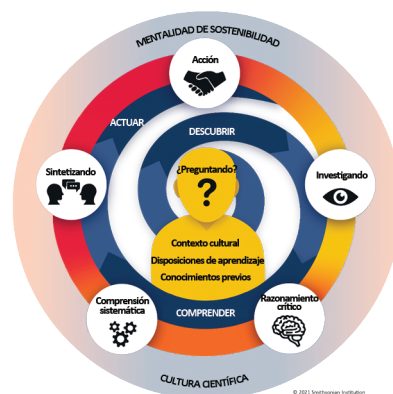 MENTALIDAD DE SOSTENIBILIDAD
Acción
ACTUAR
DESCUBRIR
Sintetizando
¿Preguntando?
?
Investigando
Contexto cultural
Disposiciones de aprendizaje
Conocimientos previos
Comprensión
sistemática
COMPRENDER
Razonamiento
crítico
CULTURA CIENTÍFICA
© 2021 Smithsonian Institution